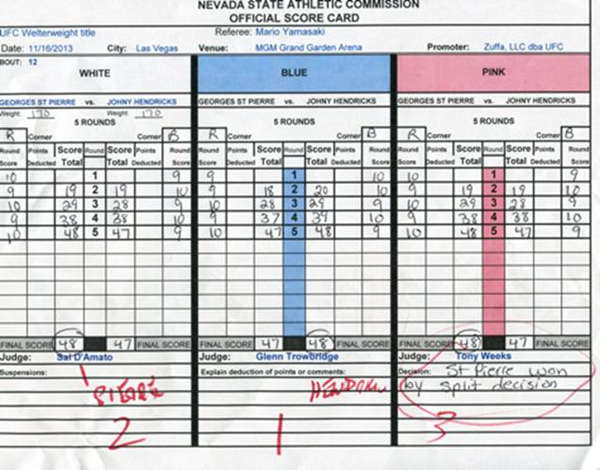 NEVADA STATE ATHLETIC COMMISSION
OFFICIAL SCORE CARD
UFC Welterweight title Referee: Mario Yamasaki
Date: 11/16/2013 City: Las Vegas Venue: MGM Grand Garden Arena Promoter: Zuffa, LLC dba UFC
BOUT: 12
WHITE BLUE PINK
GEORGES ST PIERRE vs. JOHNY HENDRICKS GEORGES ST PIERRE vs. JOHNY HENDRICKS GEORGES ST PIERRE vs. JOHNY HENDRICKS
Weight: 170 Weight: 170
5 ROUNDS 5 ROUNDS 5 ROUNDS
R Corner Corner B R Corner Corner B R Corner Corner B
Round Points Score Round Score Points Round Round Points Score Round Score Points Round Round Points Score Round Score Points Round
Score Deducted Total Total Deducted Score Score Deducted Total Total Deducted Score Score Deducted Total Total Deducted Score
10 1 9 9 1 10 10 1 9
9 19 2 19 10 9 18 2 20 10 9 19 2 19 10
10 29 3 28 9 10 28 3 29 9 10 29 3 28 9
9 38 4 38 10 9 37 4 39 10 9 38 4 38 10
10 48 5 47 9 10 47 5 48 9 10 48 5 47 9
FINAL SCORE 48 47 FINAL SCORE FINAL SCORE 47 48 FINAL SCORE FINAL SCORE 48 47 FINAL SCORE
Judge: Sal D'Amato Judge: Glenn Trowbridge Judge: Tony Weeks
Suspensions: Explain deduction of points or comments: Decision: St Pierre won
by split decision
PIERRE
2 1 3